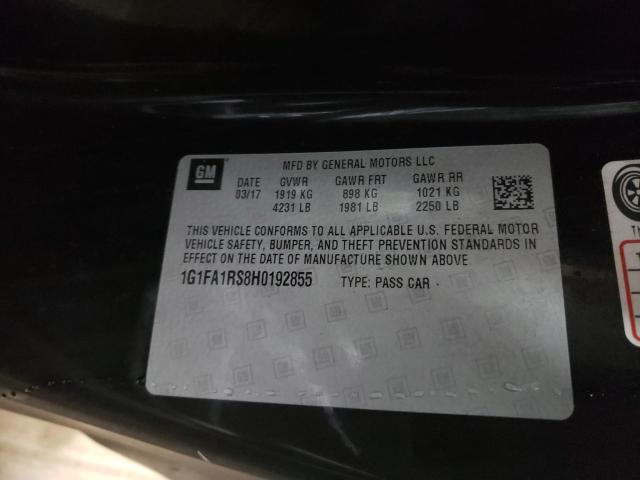 GM
MFD BY GENERAL MOTORS LLC
DATE GVWR GAWR FRT GAWR RR
03/17 1919 KG 898 KG 1021 KG
4231 LB 1981 LB 2250 LB
THIS VEHICLE CONFORMS TO ALL APPLICABLE U.S. FEDERAL MOTOR
VEHICLE SAFETY, BUMPER, AND THEFT PREVENTION STANDARDS IN
EFFECT ON THE DATE OF MANUFACTURE SHOWN ABOVE
1G1FA1RS8H0192855 TYPE: PASS CAR